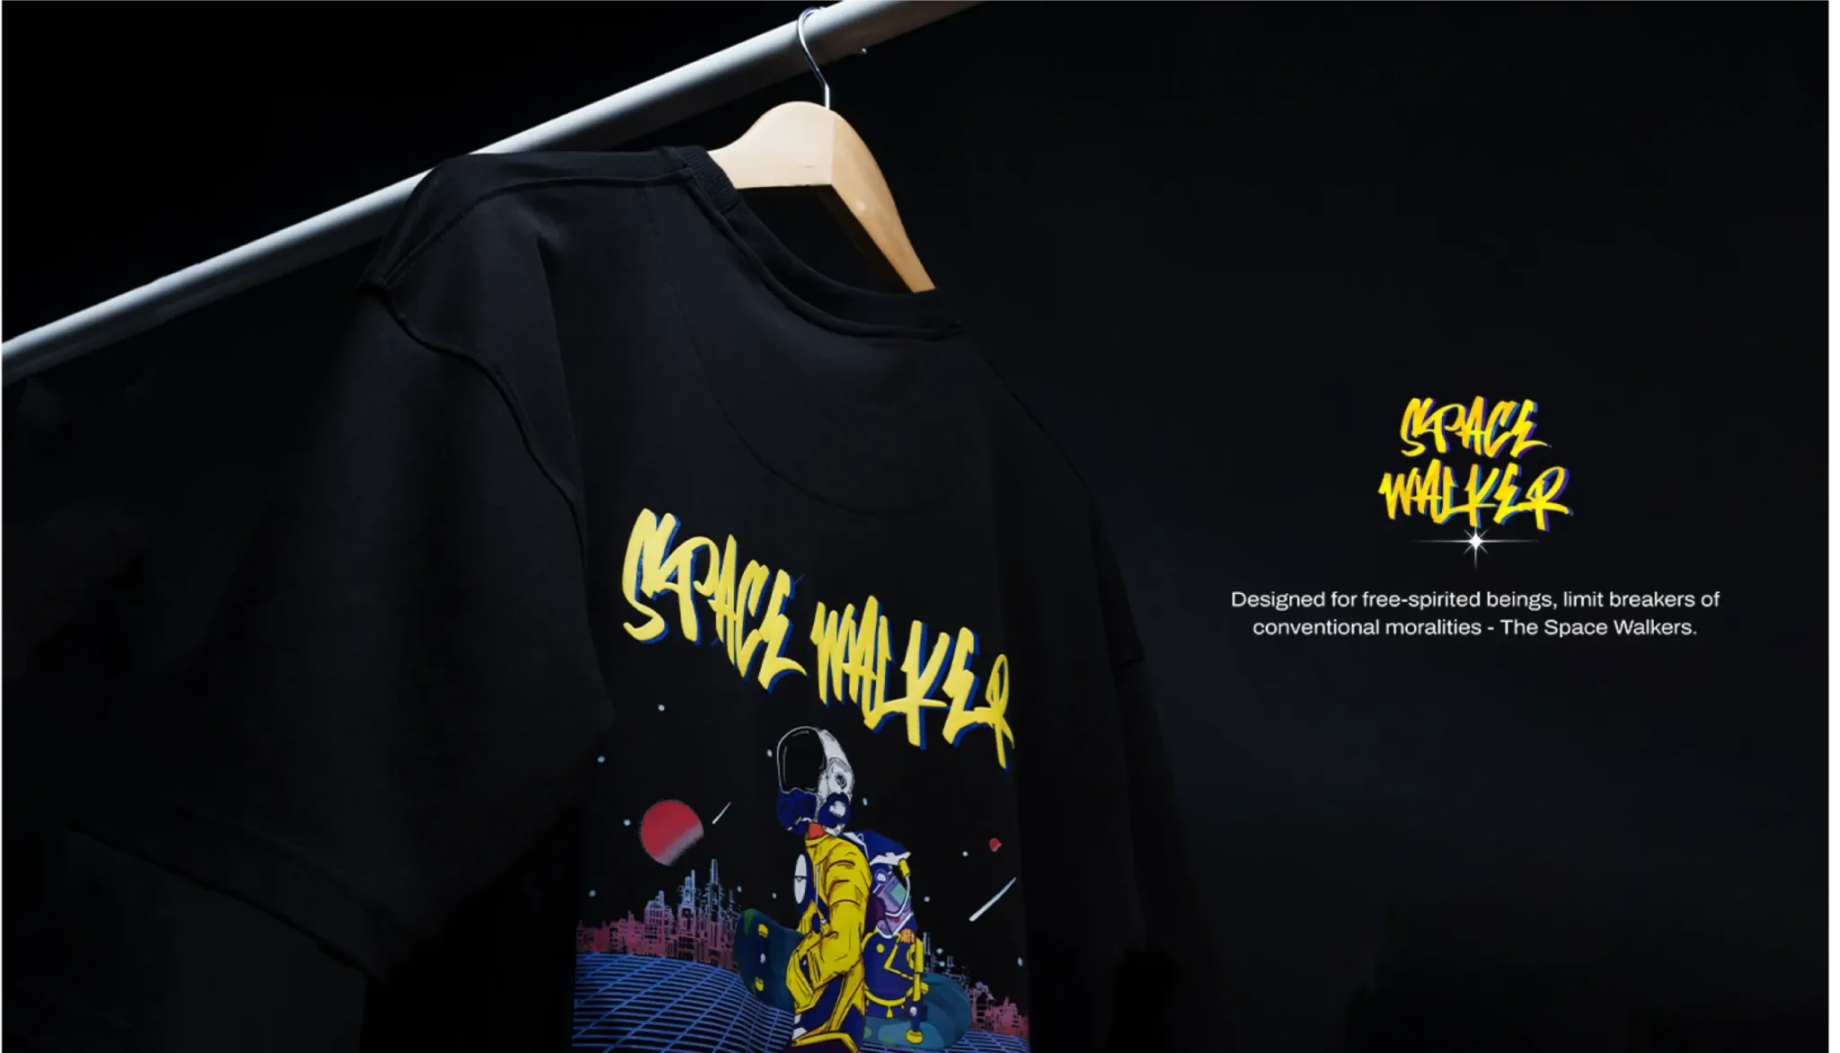 SPACE WALKER
SPACE
WALKER
Designed for free-spirited beings, limit breakers of
conventional moralities - The Space Walkers.